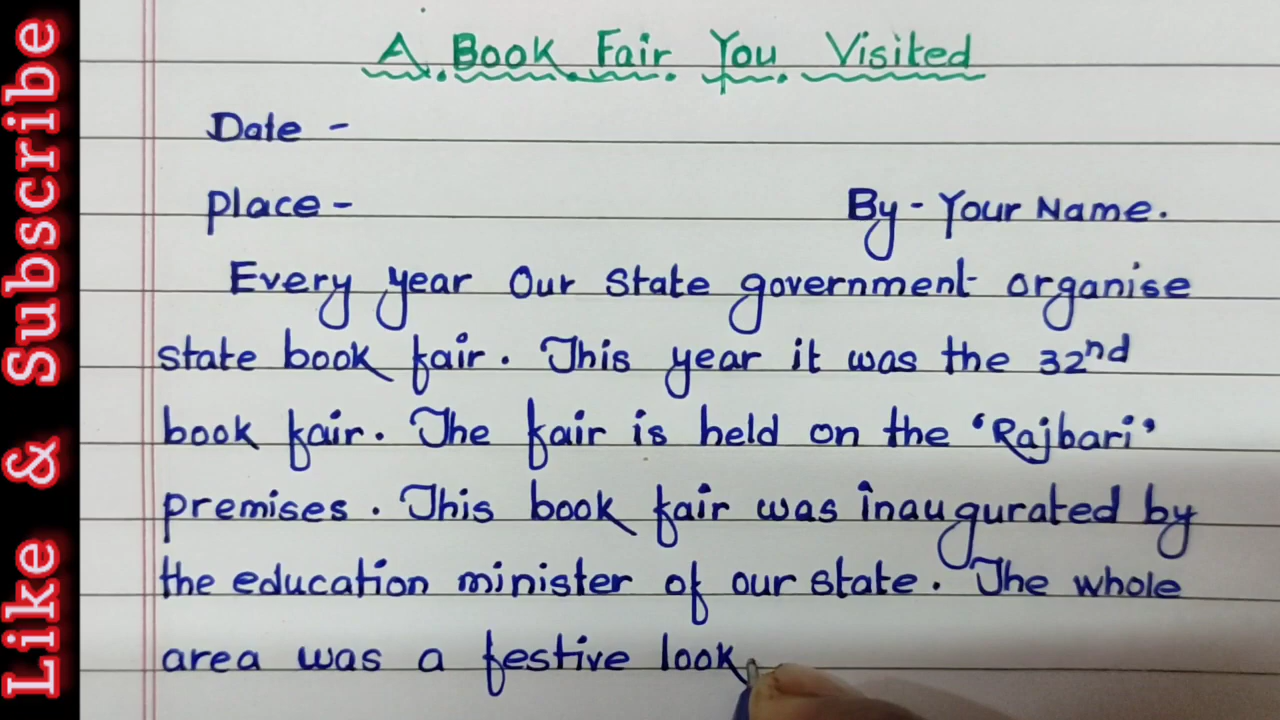 Like & Subscribe
A Book Fair You Visited
Date -
Place - By - Your Name.
Every year Our State government organise
state book fair. This year it was the 32nd
book fair. The fair is held on the 'Rajbari'
premises. This book fair was inaugurated by
the education minister of our state. The whole
area was a festive look